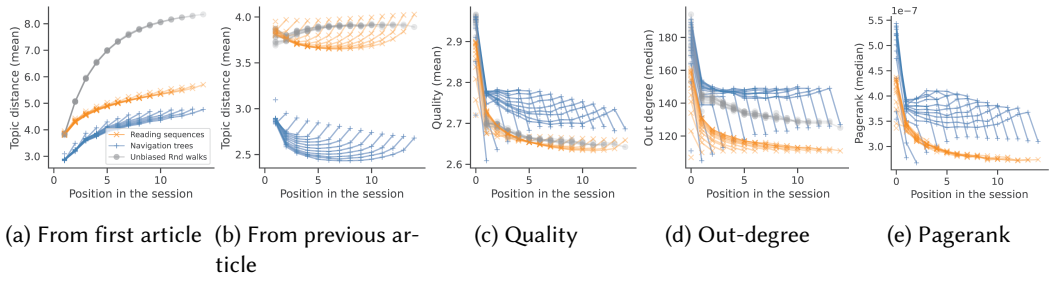 8.0
7.0
6.0
5.0
4.0
3.0
Topic distance (mean)
0 5 10
Position in the session
Reading sequences
Navigation trees
Unbiased Rnd walks
4.0
3.5
3.0
2.5
Topic distance (mean)
0 5 10
Position in the session
2.9
2.8
2.7
2.6
Quality (mean)
0 5 10
Position in the session
180
160
140
120
Out degree (median)
0 5 10
Position in the session
1e−7
5.5
5.0
4.5
4.0
3.5
3.0
2.5
Pagerank (median)
0 5 10
Position in the session
(a) From first article
(b) From previous ar-
ticle
(c) Quality
(d) Out-degree
(e) Pagerank